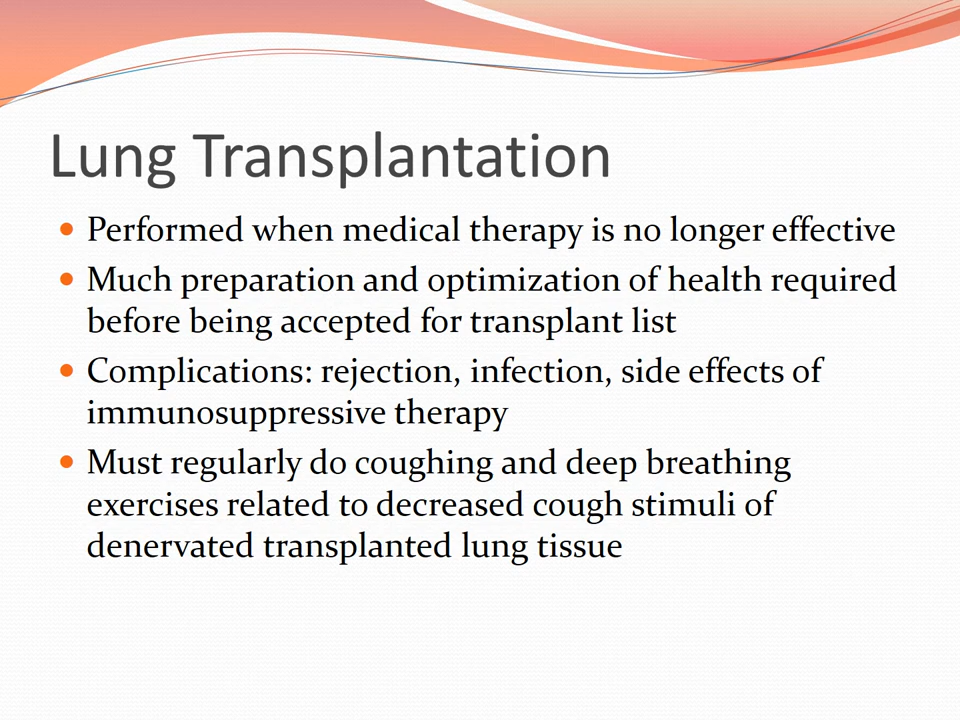 Lung Transplantation
• Performed when medical therapy is no longer effective
• Much preparation and optimization of health required
before being accepted for transplant list
• Complications: rejection, infection, side effects of
immunosuppressive therapy
• Must regularly do coughing and deep breathing
exercises related to decreased cough stimuli of
denervated transplanted lung tissue